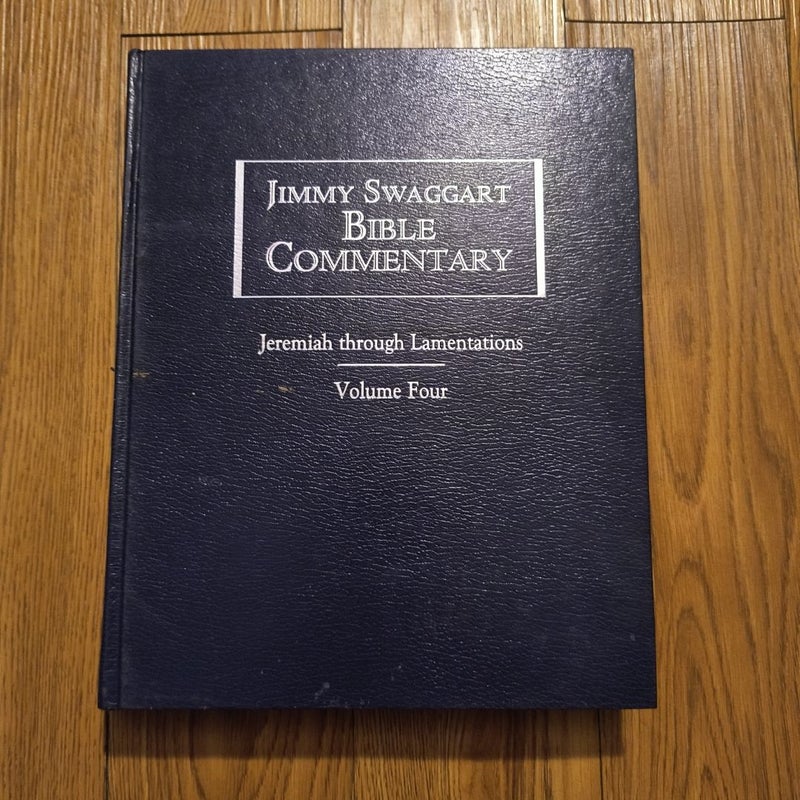 JIMMY SWAGGART
BIBLE
COMMENTARY
Jeremiah through Lamentations
Volume Four